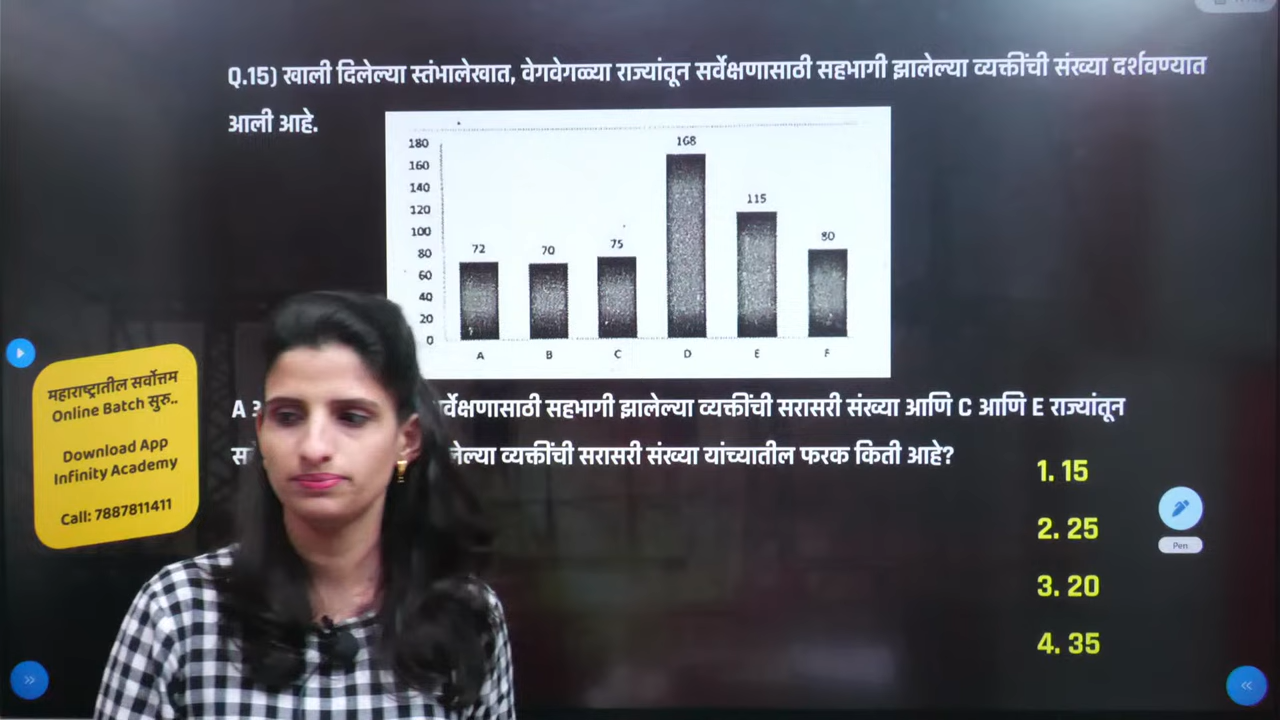 Q.15) खाली दिलेल्या स्तंभालेखात, वेगवेगळ्या राज्यांतून सर्वेक्षणासाठी सहभागी झालेल्या व्यक्तींची संख्या दर्शवण्यात
आली आहे.
180
160
140
120
100
80
60
40
20
0
72
70
75
168
115
80
A
B
C
D
E
F
A सहभागी झालेल्या व्यक्तींची सरासरी संख्या आणि C आणि E राज्यांतून
व्यक्तींची सरासरी संख्या यांच्यातील फरक किती आहे?
1. 15
2. 25
3. 20
4. 35
Pen
महाराष्ट्रातील सर्वोत्तम
Online Batch सुरु..
Download App
Infinity Academy
Call: 7887811411